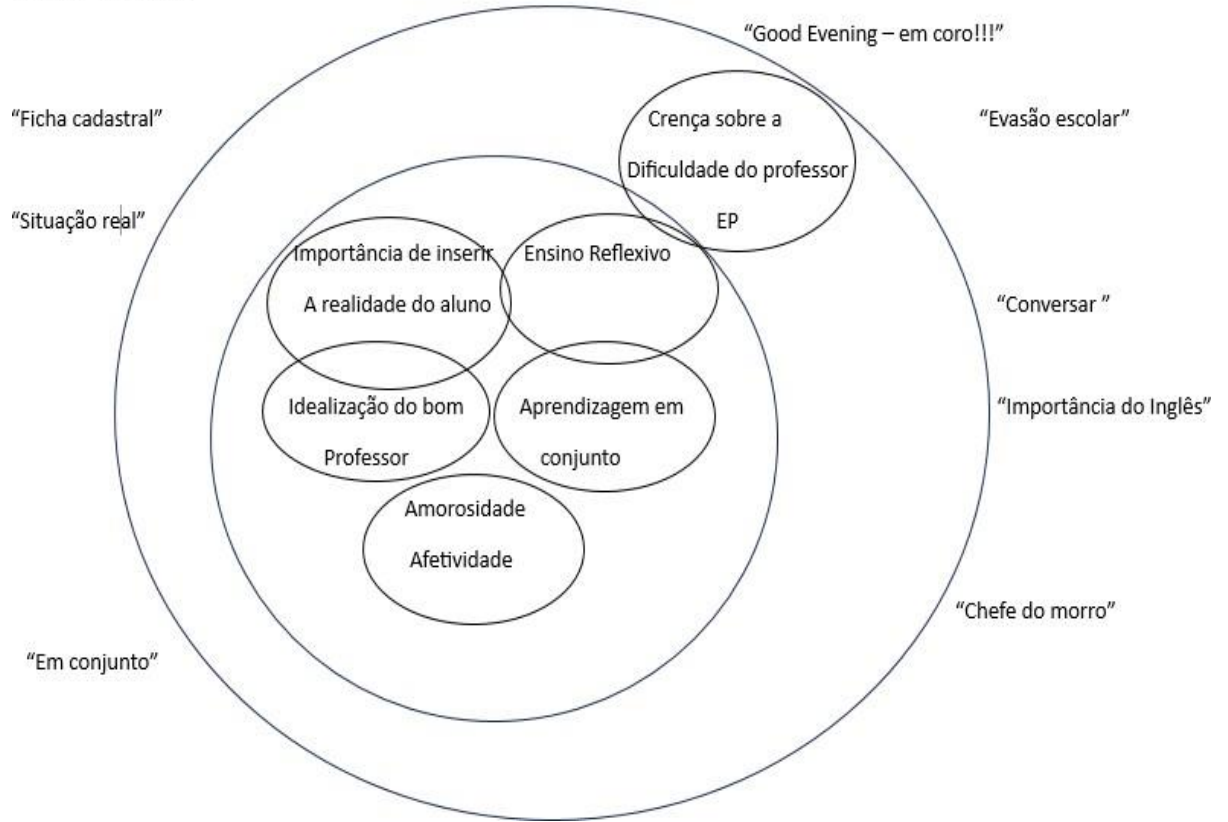 “Good Evening – em coro!!!”
“Ficha cadastral”
Crença sobre a
Dificuldade do professor
EP
“Evasão escolar”
“Situação real”
Importância de inserir
A realidade do aluno
Ensino Reflexivo
“Conversar ”
Idealização do bom
Professor
Aprendizagem em
conjunto
“Importância do Inglês”
Amorosidade
Afetividade
“Chefe do morro”
“Em conjunto”